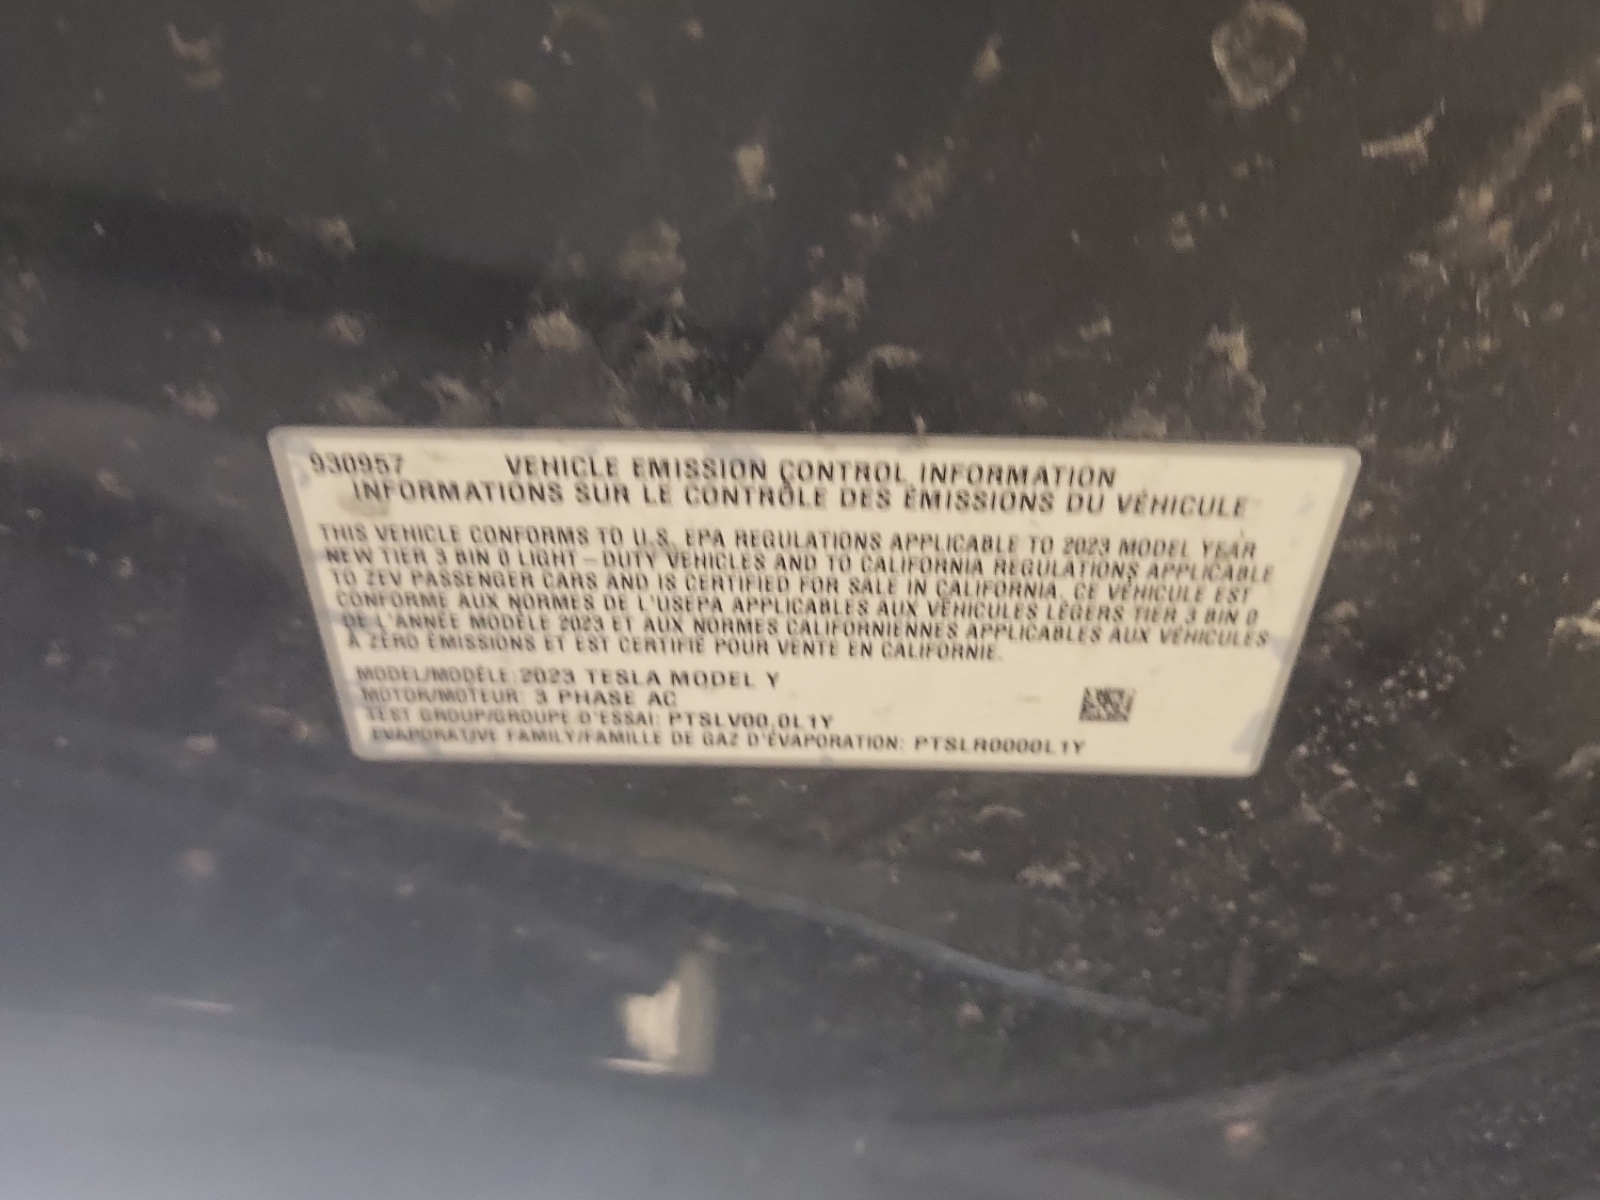 930957 VEHICLE EMISSION CONTROL INFORMATION
INFORMATIONS SUR LE CONTRÔLE DES ÉMISSIONS DU VÉHICULE
THIS VEHICLE CONFORMS TO U.S. EPA REGULATIONS APPLICABLE TO 2023 MODEL YEAR
NEW TIER 3 BIN 0 LIGHT-DUTY VEHICLES AND TO CALIFORNIA REGULATIONS APPLICABLE
TO ZEV PASSENGER CARS AND IS CERTIFIED FOR SALE IN CALIFORNIA. CE VÉHICULE EST
CONFORME AUX NORMES DE L'USEPA APPLICABLES AUX VÉHICULES LÉGERS TIER 3 BIN 0
DE L'ANNÉE MODÈLE 2023 ET AUX NORMES CALIFORNIENNES APPLICABLES AUX VÉHICULES
À ZÉRO ÉMISSIONS ET EST CERTIFIÉ POUR VENTE EN CALIFORNIE.
MODEL/MODÈLE: 2023 TESLA MODEL Y
MOTOR/MOTEUR: 3 PHASE AC
TEST GROUP/GROUPE D'ESSAI: PTSLV00.0L1Y
EVAPORATIVE FAMILY/FAMILLE DE GAZ D'ÉVAPORATION: PTSLR0000L1Y